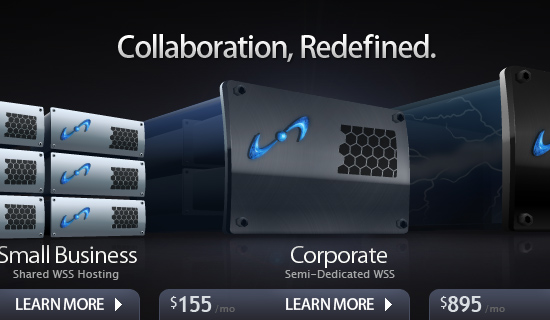 Collaboration, Redefined.
Small Business
Shared WSS Hosting
Corporate
Semi-Dedicated WSS
LEARN MORE
$155 /mo
LEARN MORE
$895 /mo